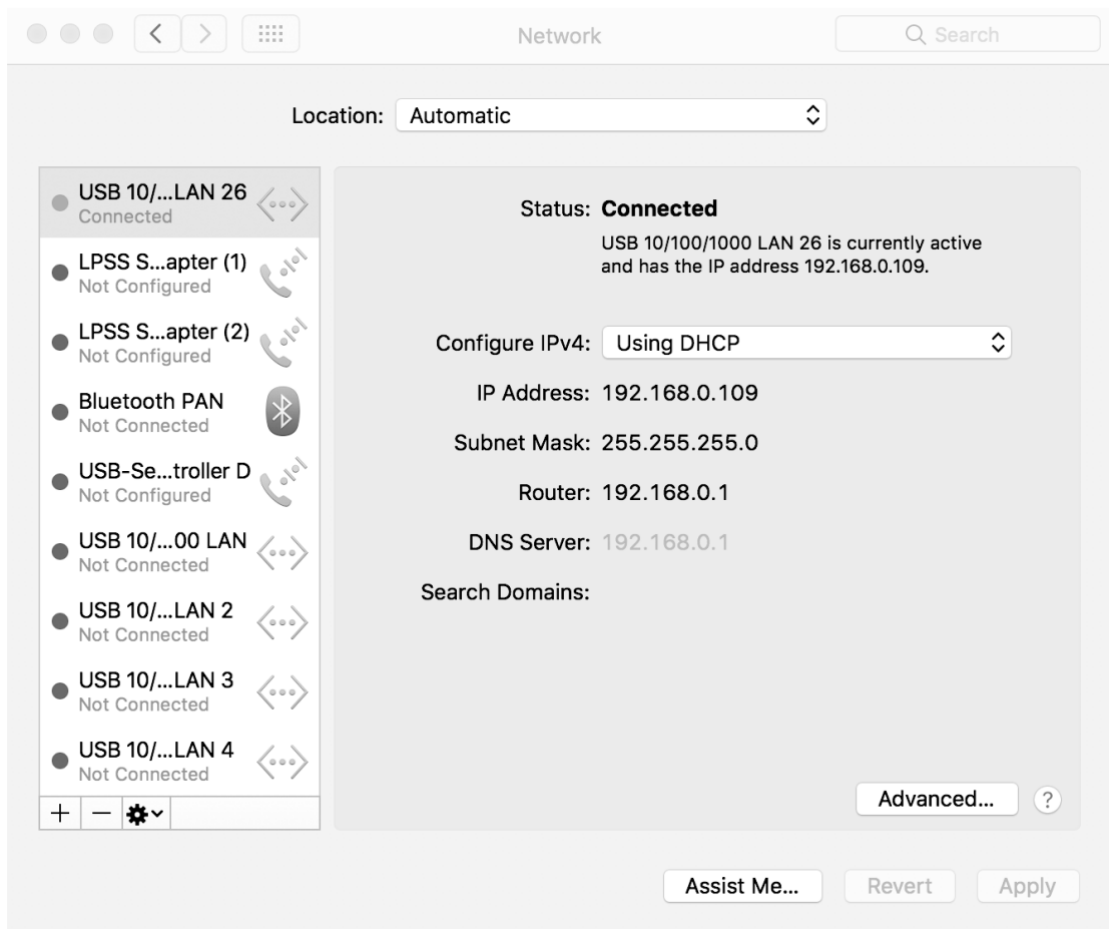 Network
Search
Location: Automatic
USB 10/...LAN 26
Connected
LPSS S...apter (1)
Not Configured
LPSS S...apter (2)
Not Configured
Bluetooth PAN
Not Connected
USB-Se...troller D
Not Configured
USB 10/...00 LAN
Not Connected
USB 10/...LAN 2
Not Connected
USB 10/...LAN 3
Not Connected
USB 10/...LAN 4
Not Connected
Status: Connected
USB 10/100/1000 LAN 26 is currently active
and has the IP address 192.168.0.109.
Configure IPv4: Using DHCP
IP Address: 192.168.0.109
Subnet Mask: 255.255.255.0
Router: 192.168.0.1
DNS Server: 192.168.0.1
Search Domains:
Advanced... ?
Assist Me... Revert Apply